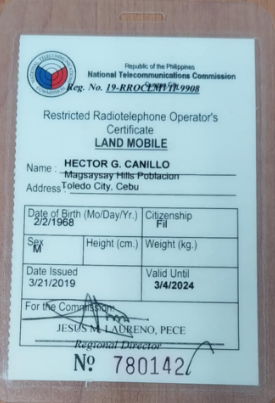 Republic of the Philippines
National Telecommunications Commission
Reg. No. 19-RROCLMVII-9908
Restricted Radiotelephone Operator's
Certificate
LAND MOBILE
Name : HECTOR G. CANILLO
Magsaysay Hills Poblacion
Address Toledo City, Cebu
Date of Birth (Mo/Day/Yr.) Citizenship
2/2/1968 Fil
Sex Height (cm.) Weight (kg.)
M
Date Issued Valid Until
3/21/2019 3/4/2024
For the Commission:
JESUS M. LAURENO, PECE
Regional Director
No. 780142